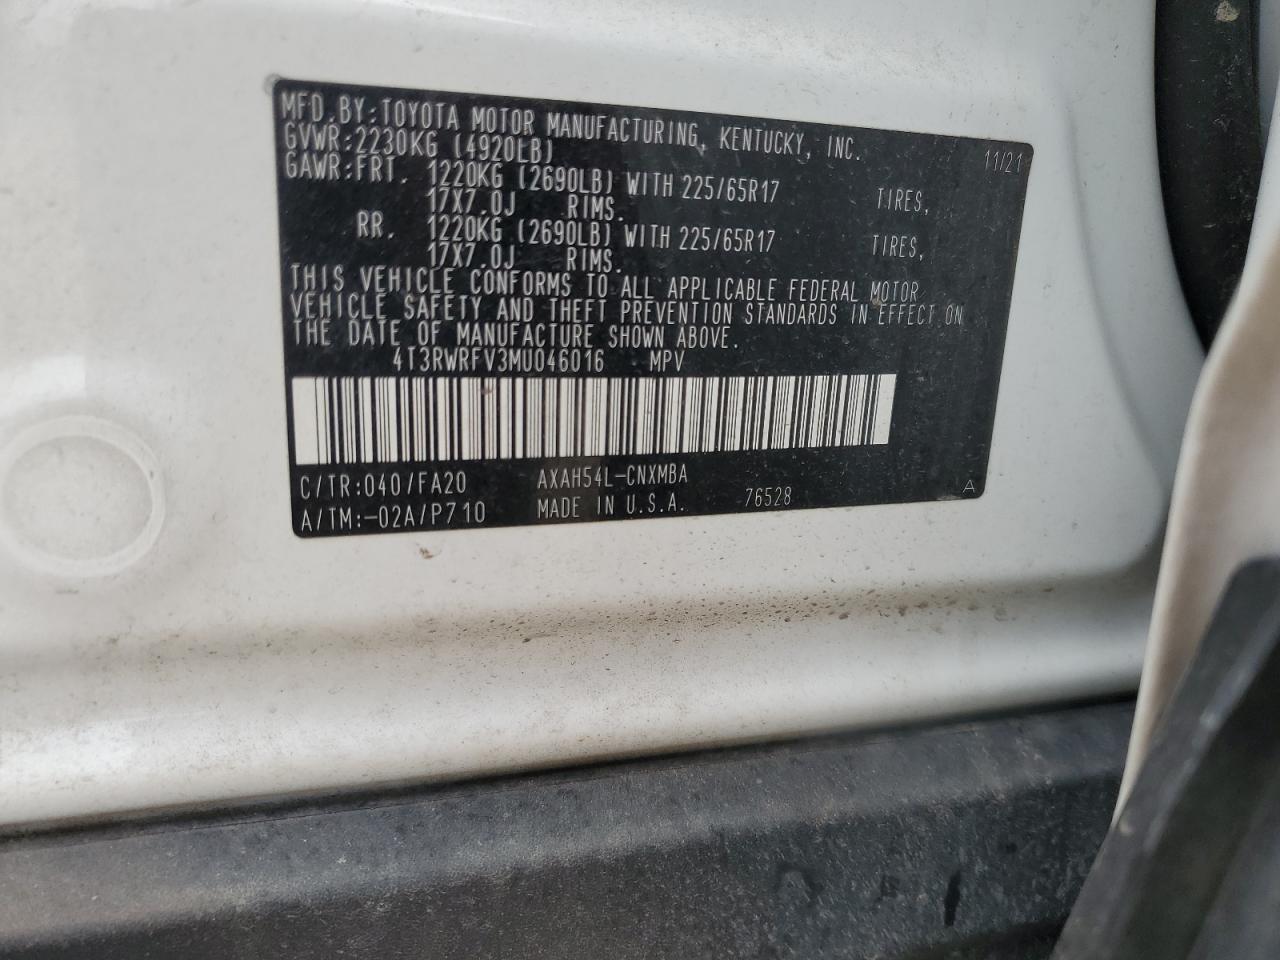 MFD.BY:TOYOTA MOTOR MANUFACTURING, KENTUCKY, INC. 11/21
GVWR:2230KG (4920LB)
GAWR:FRT. 1220KG (2690LB) WITH 225/65R17 TIRES,
17X7.0J RIMS.
RR. 1220KG (2690LB) WITH 225/65R17 TIRES,
17X7.0J RIMS.
THIS VEHICLE CONFORMS TO ALL APPLICABLE FEDERAL MOTOR
VEHICLE SAFETY AND THEFT PREVENTION STANDARDS IN EFFECT ON
THE DATE OF MANUFACTURE SHOWN ABOVE.
4T3RWRFV3MU046016 MPV
C/TR:040/FA20 AXAH54L-CNXMBA
A/TM:-02A/P710 MADE IN U.S.A. 76528 A